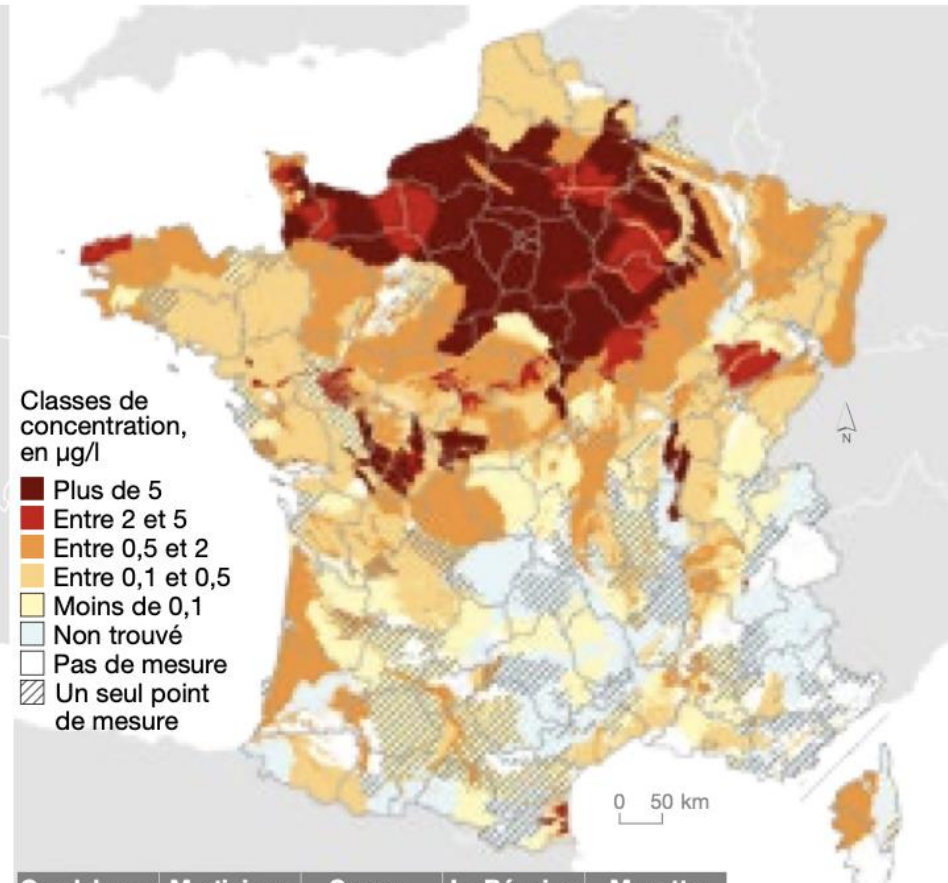 Classes de
concentration,
en µg/l
Plus de 5
Entre 2 et 5
Entre 0,5 et 2
Entre 0,1 et 0,5
Moins de 0,1
Non trouvé
Pas de mesure
Un seul point
de mesure
N
0 50 km